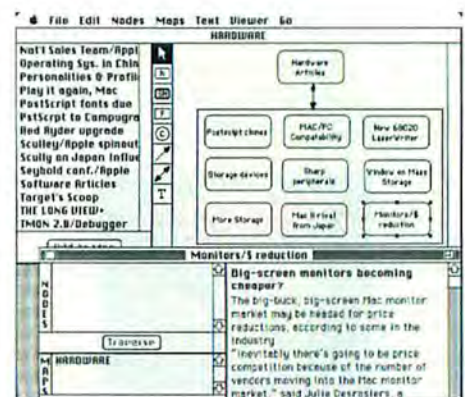 File Edit Nodes Maps Text Viewer Go
HARDWARE
Nat'l Sales Team/Appl
Operating Sys. in Chin
Personalities & Profil
Play it again, Mac
PostScript fonts due
PstScrpt to Compugra
Red Ryder upgrade
Sculley/Apple spinout
Scully on Japan Influe
Seybold conf./Apple
Software Articles
Target's Scoop
THE LONG VIEW+
TMON 2.8/Debugger
F
C
T
Hardware
Articles
Postscript clones
MAC/PC
Compatability
New 68020
LaserWriter
Storage devices
Sharp
peripherals
Window on Mass
Storage
More Storage
Mac Rival
from Japan
Monitors/$
reduction
Monitors/$ reduction
NODES
Traverse
MAPS
HARDWARE
Big-screen monitors becoming
cheaper?
The big-buck, big-screen Mac monitor
market may be headed for price
reductions, according to some in the
industry.
"Inevitably there's going to be price
competition because of the number of
vendors moving into the Mac monitor
market," said Julie Desrosiers, a